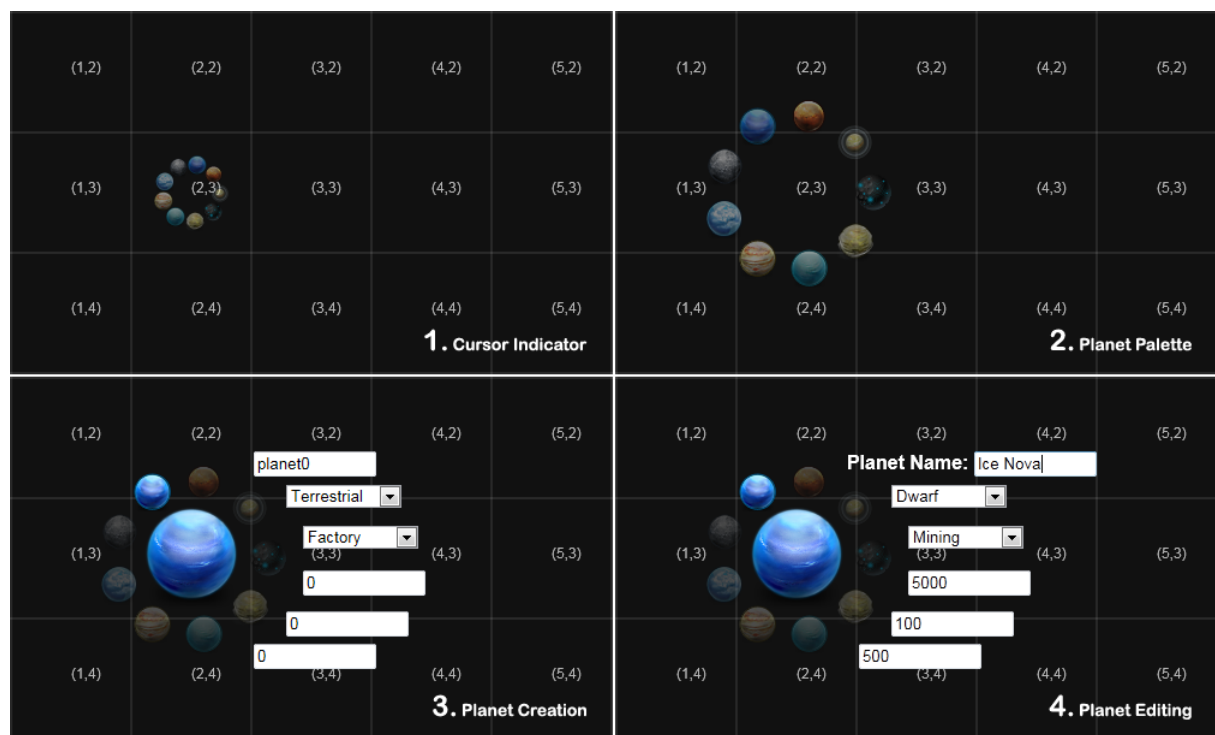 (1,2) (2,2) (3,2) (4,2) (5,2)
(1,3) (2,3) (3,3) (4,3) (5,3)
(1,4) (2,4) (3,4) (4,4) (5,4)
1. Cursor Indicator
(1,2) (2,2) (3,2) (4,2) (5,2)
(1,3) (2,3) (3,3) (4,3) (5,3)
(1,4) (2,4) (3,4) (4,4) (5,4)
2. Planet Palette
(1,2) (2,2) (3,2) (4,2) (5,2)
planet0
Terrestrial
Factory
(1,3) (3,3) (4,3) (5,3)
0
0
0
(1,4) (2,4) (3,4) (4,4) (5,4)
3. Planet Creation
(1,2) (2,2) (3,2) (4,2) (5,2)
Planet Name: Ice Nova
Dwarf
Mining
(1,3) (3,3) (4,3) (5,3)
5000
100
500
(1,4) (2,4) (3,4) (4,4) (5,4)
4. Planet Editing